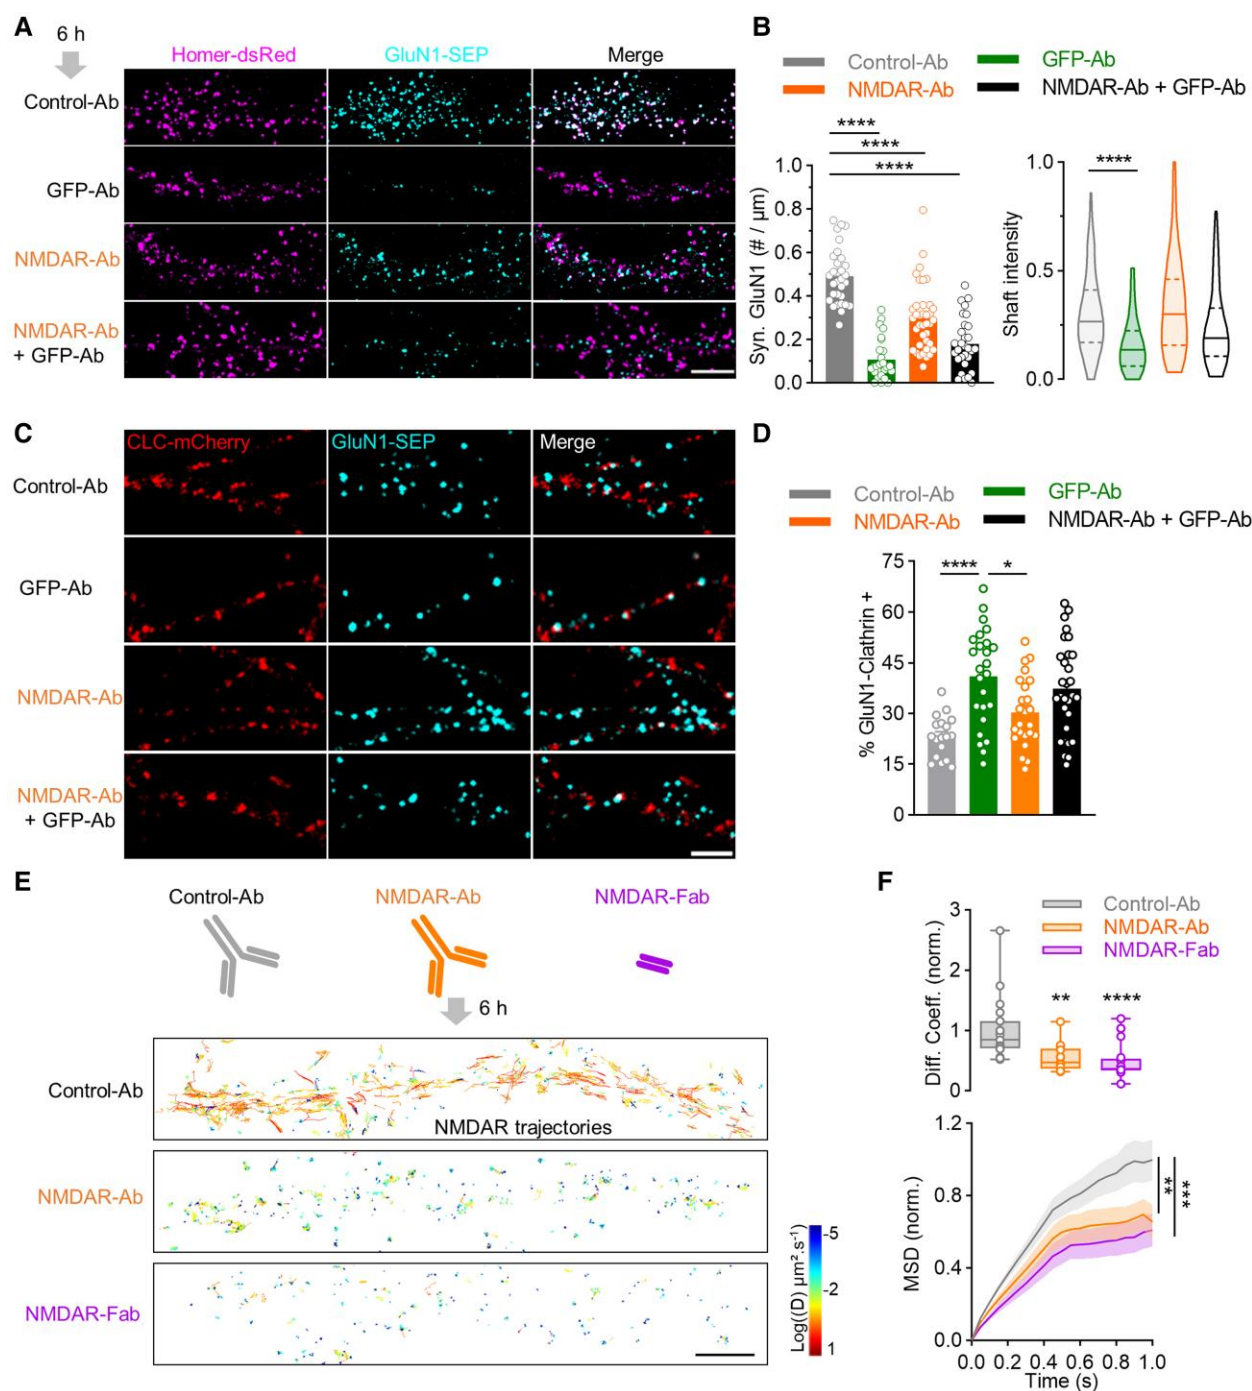 A
6 h
Homer-dsRed GluN1-SEP Merge
Control-Ab
GFP-Ab
NMDAR-Ab
NMDAR-Ab
+ GFP-Ab
B
Control-Ab GFP-Ab
NMDAR-Ab NMDAR-Ab + GFP-Ab
****
****
****
Syn. GluN1 (# / µm)
1.0
0.8
0.6
0.4
0.2
0.0
****
Shaft intensity
1.0
0.5
0.0
C
CLC-mCherry GluN1-SEP Merge
Control-Ab
GFP-Ab
NMDAR-Ab
NMDAR-Ab
+ GFP-Ab
D
Control-Ab GFP-Ab
NMDAR-Ab NMDAR-Ab + GFP-Ab
**** *
% GluN1-Clathrin +
75
60
45
30
15
0
E
Control-Ab NMDAR-Ab NMDAR-Fab
6 h
Control-Ab
NMDAR trajectories
NMDAR-Ab
NMDAR-Fab
Log((D) µm².s⁻¹)
-5
-2
1
F
Control-Ab
NMDAR-Ab
NMDAR-Fab
Diff. Coeff. (norm.)
3
2
1
0
** ****
MSD (norm.)
1.2
0.8
0.4
0.0
**
***
0.0 0.2 0.4 0.6 0.8 1.0
Time (s)